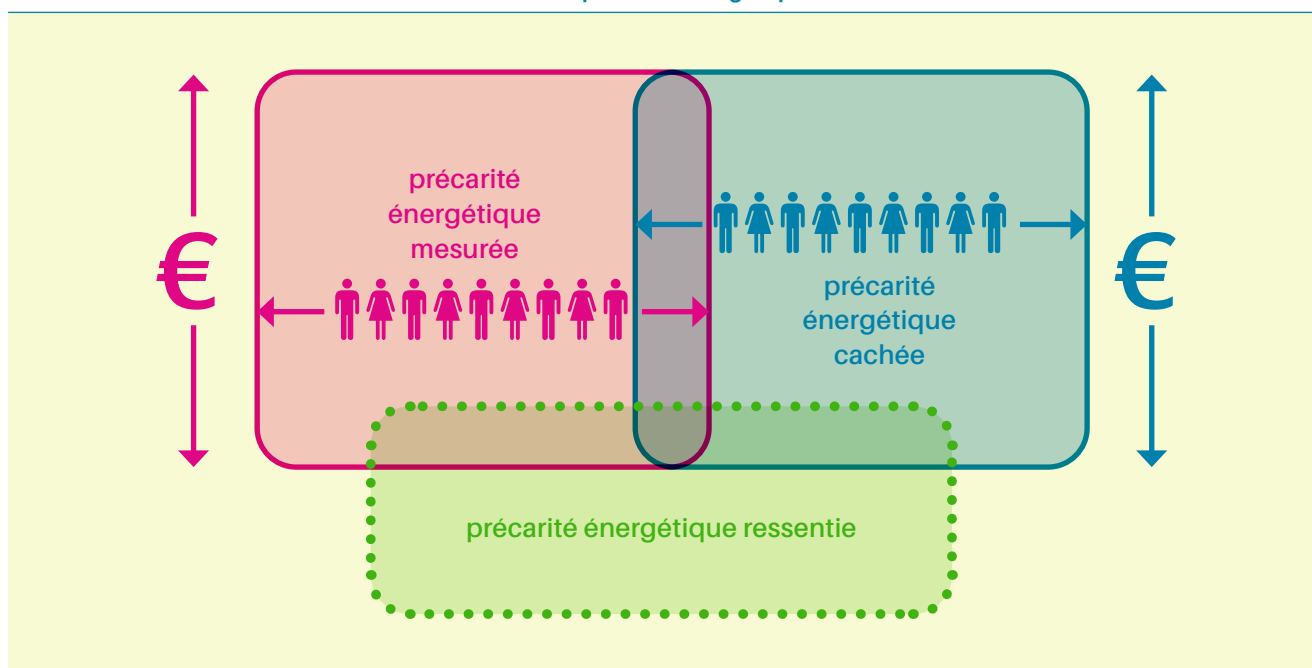 précarité
énergétique
mesurée
€
précarité
énergétique
cachée
€
précarité énergétique ressentie